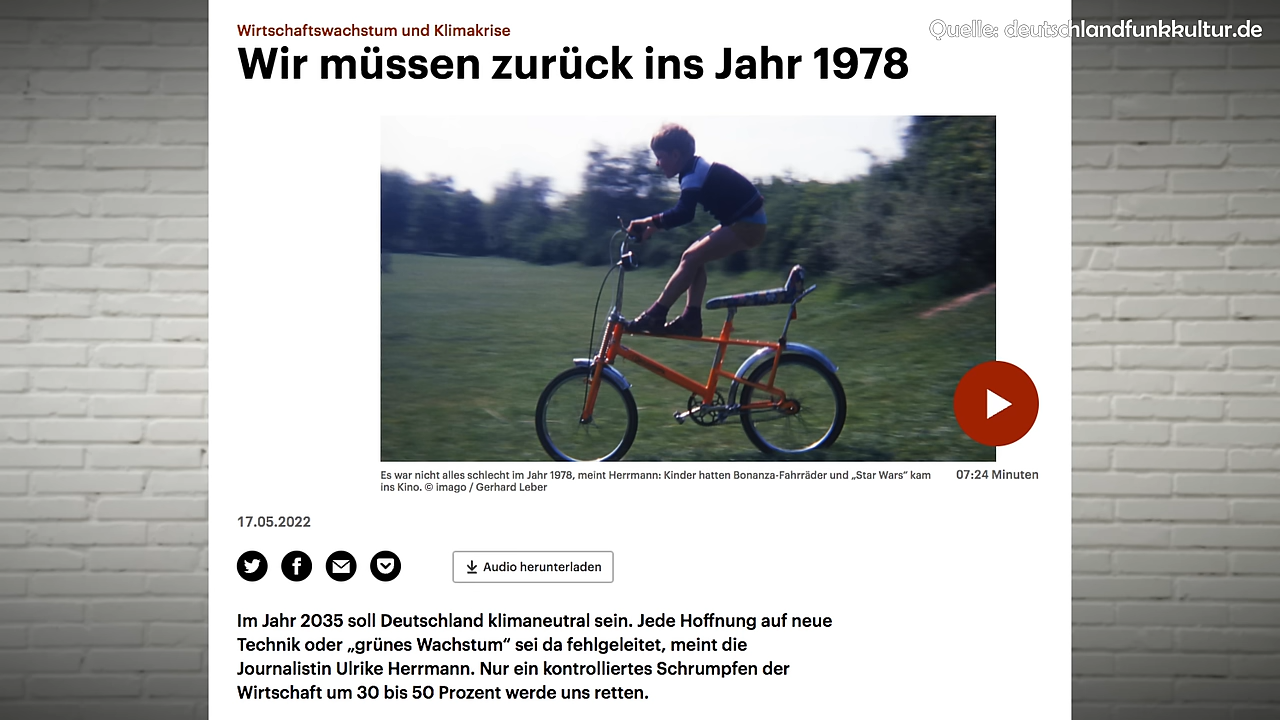 Quelle: deutschlandfunkkultur.de
Wirtschaftswachstum und Klimakrise
Wir müssen zurück ins Jahr 1978
Es war nicht alles schlecht im Jahr 1978, meint Herrmann: Kinder hatten Bonanza-Fahrräder und „Star Wars“ kam
ins Kino. © imago / Gerhard Leber
07:24 Minuten
17.05.2022
Audio herunterladen
Im Jahr 2035 soll Deutschland klimaneutral sein. Jede Hoffnung auf neue
Technik oder „grünes Wachstum“ sei da fehlgeleitet, meint die
Journalistin Ulrike Herrmann. Nur ein kontrolliertes Schrumpfen der
Wirtschaft um 30 bis 50 Prozent werde uns retten.